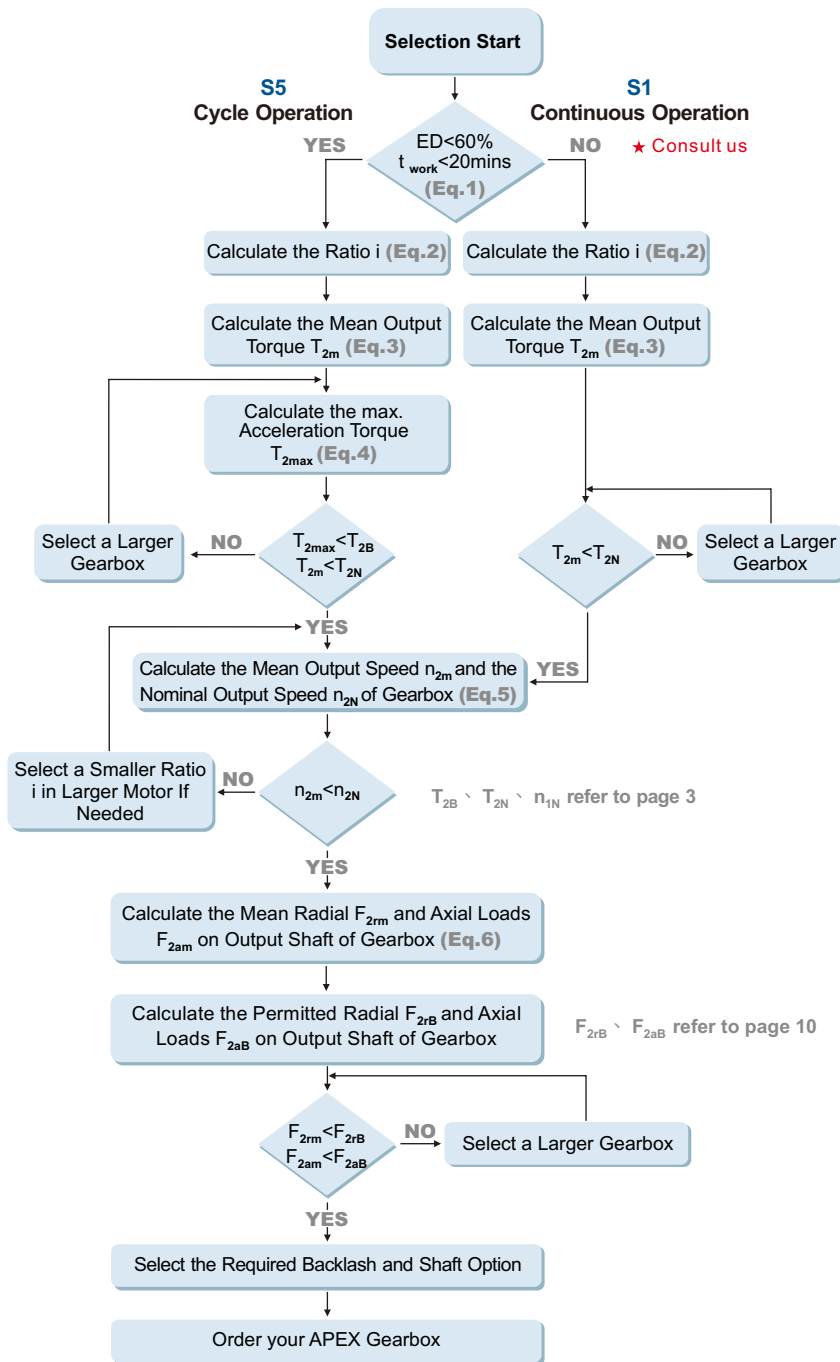 Selection Start
S5
Cycle Operation
S1
Continuous Operation
YES
ED<60%
t work<20mins
(Eq.1)
NO
★ Consult us
Calculate the Ratio i (Eq.2)
Calculate the Ratio i (Eq.2)
Calculate the Mean Output
Torque T2m (Eq.3)
Calculate the Mean Output
Torque T2m (Eq.3)
Calculate the max.
Acceleration Torque
T2max (Eq.4)
Select a Larger
Gearbox
NO
T2max<T2B
T2m<T2N
T2m<T2N
NO
Select a Larger
Gearbox
YES
Calculate the Mean Output Speed n2m and the
Nominal Output Speed n2N of Gearbox (Eq.5)
YES
Select a Smaller Ratio
i in Larger Motor If
Needed
NO
n2m<n2N
T2B、 T2N、 n1N refer to page 3
YES
Calculate the Mean Radial F2rm and Axial Loads
F2am on Output Shaft of Gearbox (Eq.6)
Calculate the Permitted Radial F2rB and Axial
Loads F2aB on Output Shaft of Gearbox
F2rB、 F2aB refer to page 10
F2rm<F2rB
F2am<F2aB
NO
Select a Larger Gearbox
YES
Select the Required Backlash and Shaft Option
Order your APEX Gearbox